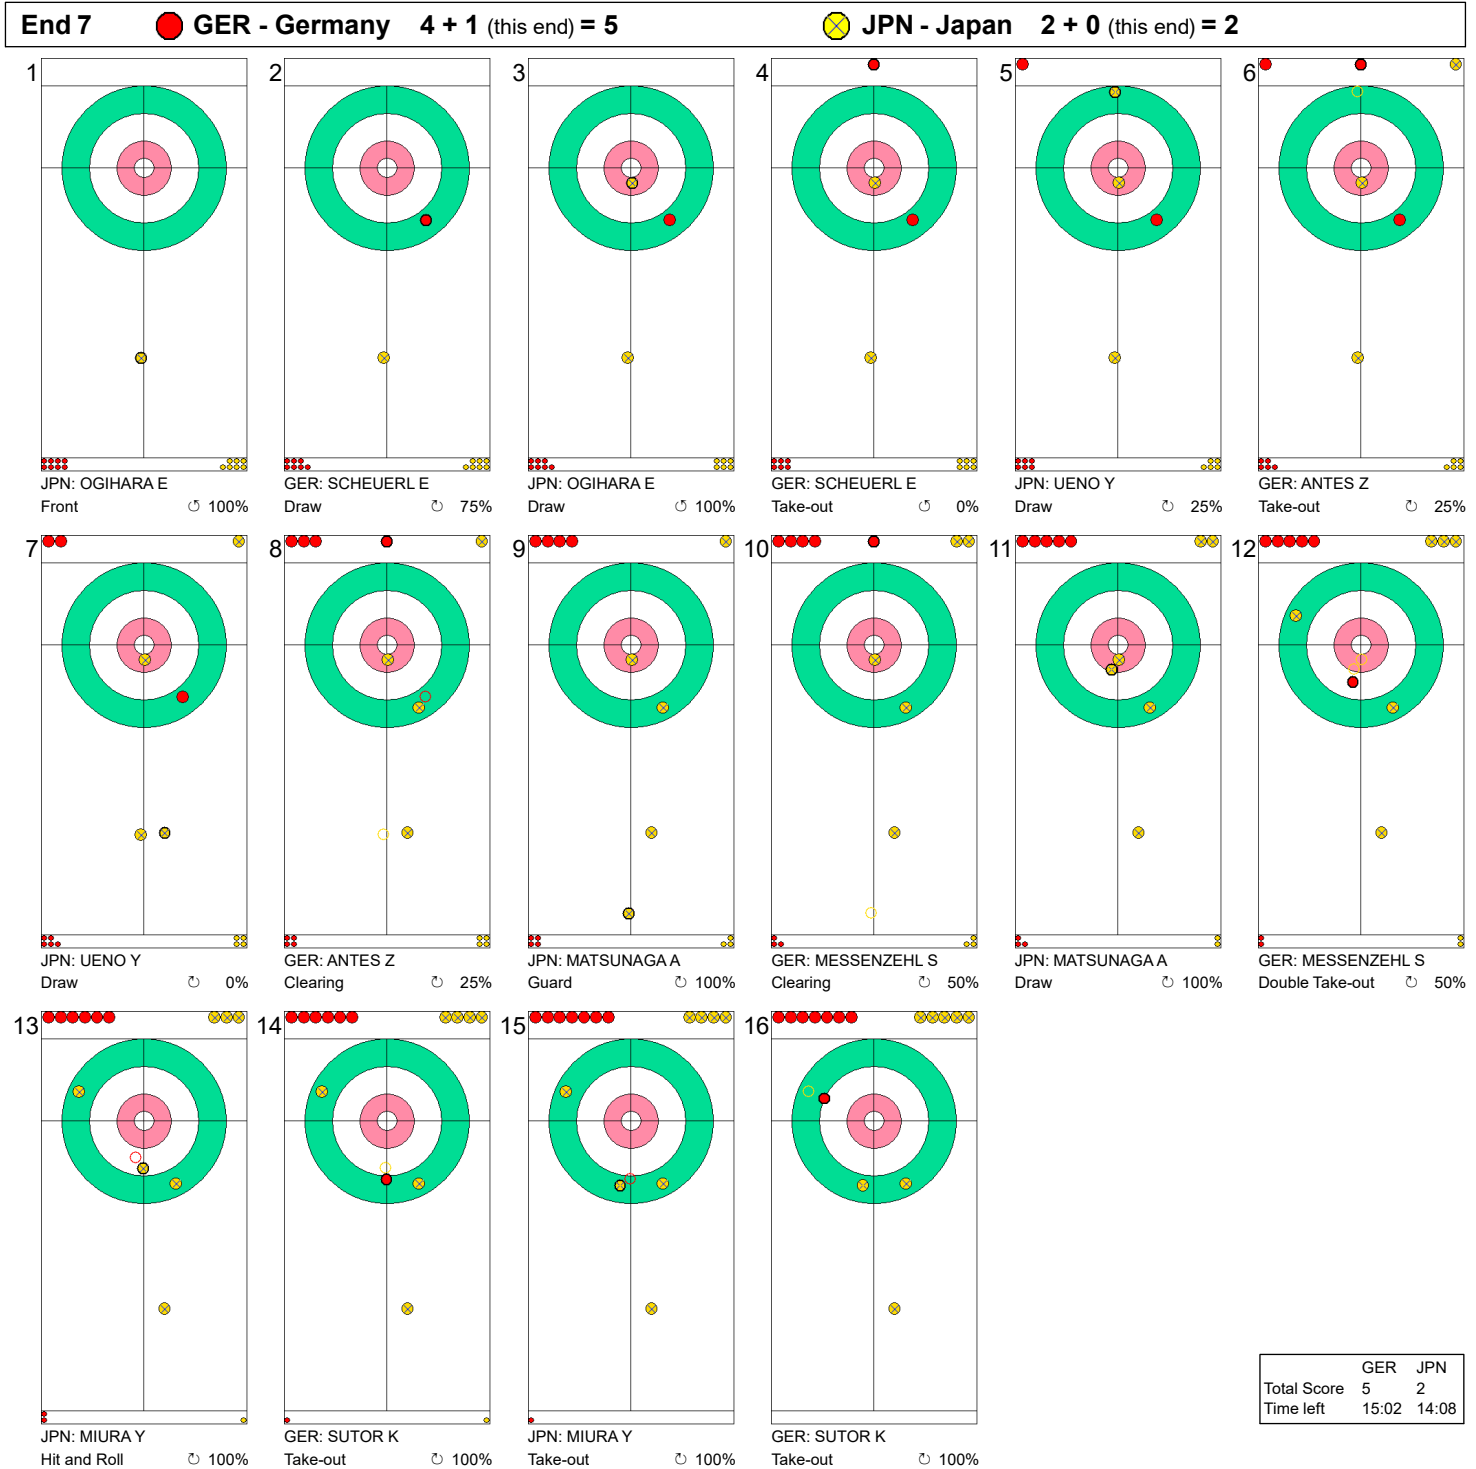 End 7 GER - Germany 4 + 1 (this end) = 5 JPN - Japan 2 + 0 (this end) = 2
1 2 3 4 5 6
JPN: OGIHARA E GER: SCHEUERL E JPN: OGIHARA E GER: SCHEUERL E JPN: UENO Y GER: ANTES Z
Front ↺ 100% Draw ↻ 75% Draw ↺ 100% Take-out ↺ 0% Draw ↻ 25% Take-out ↻ 25%
7 8 9 10 11 12
JPN: UENO Y GER: ANTES Z JPN: MATSUNAGA A GER: MESSENZEHL S JPN: MATSUNAGA A GER: MESSENZEHL S
Draw ↻ 0% Clearing ↻ 25% Guard ↻ 100% Clearing ↻ 50% Draw ↻ 100% Double Take-out ↻ 50%
13 14 15 16
GER JPN
Total Score 5 2
Time left 15:02 14:08
JPN: MIURA Y GER: SUTOR K JPN: MIURA Y GER: SUTOR K
Hit and Roll ↻ 100% Take-out ↻ 100% Take-out ↻ 100% Take-out ↻ 100%